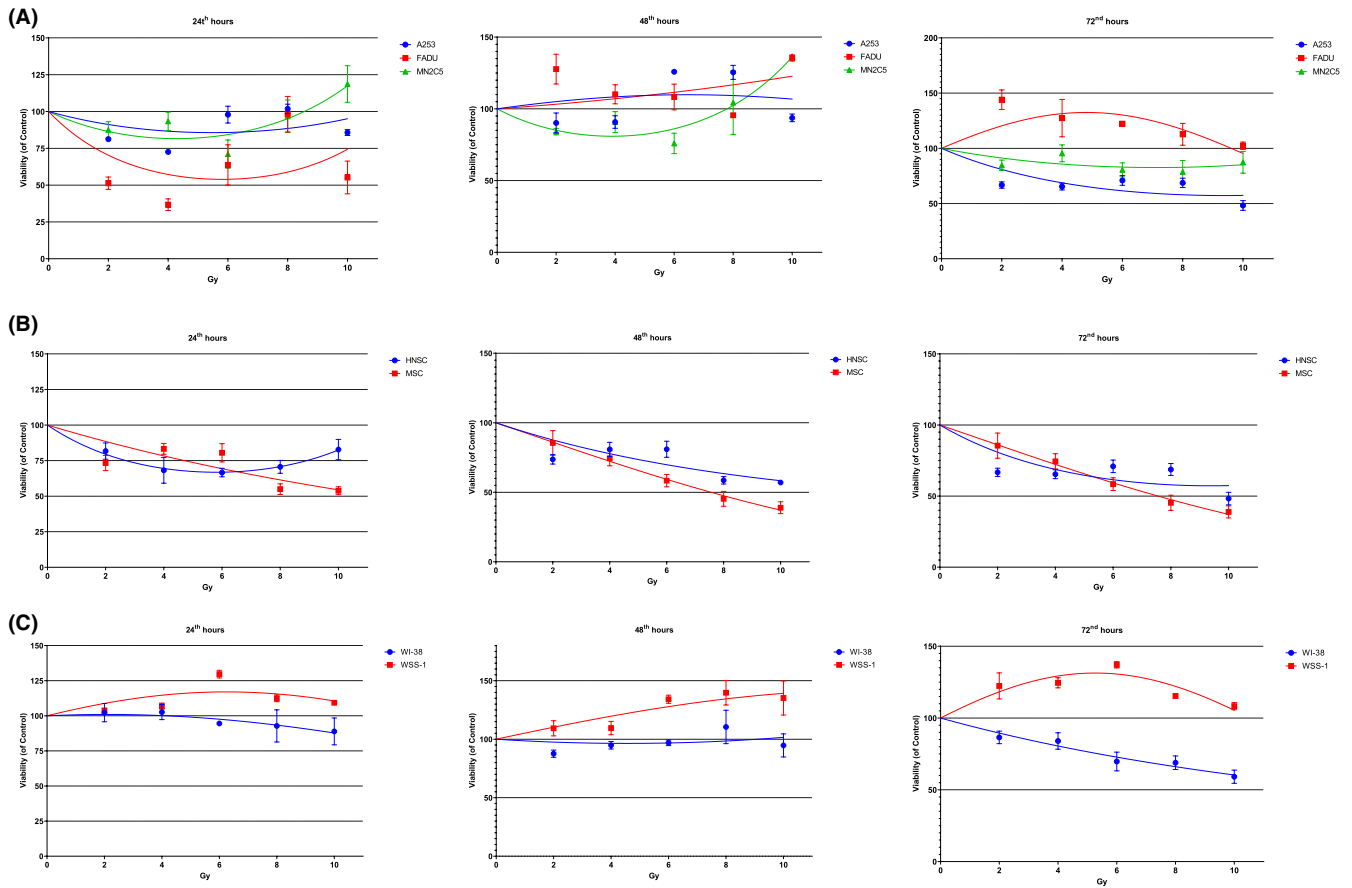 (A)
24tʰ hours
48ᵗʰ hours
72ⁿᵈ hours
A253
FADU
MN2C5
A253
FADU
MN2C5
A253
FADU
MN2C5
Viability (of Control)
150
125
100
75
50
25
0
0 2 4 6 8 10
Gy
Viability (of Control)
150
100
50
0
0 2 4 6 8 10
Gy
Viability (of Control)
200
150
100
50
0
0 2 4 6 8 10
Gy
(B)
24ᵗʰ hours
48ᵗʰ hours
72ⁿᵈ hours
HNSC
MSC
HNSC
MSC
HNSC
MSC
Viability (of Control)
150
125
100
75
50
25
0
0 2 4 6 8 10
Gy
Viability (of Control)
150
100
50
0
0 2 4 6 8 10
Gy
Viability (of Control)
150
100
50
0
0 2 4 6 8 10
Gy
(C)
24ᵗʰ hours
48ᵗʰ hours
72ⁿᵈ hours
WI-38
WSS-1
WI-38
WSS-1
WI-38
WSS-1
Viability (of Control)
150
125
100
75
50
25
0
0 2 4 6 8 10
Gy
Viability (of Control)
150
100
50
0
0 2 4 6 8 10
Gy
Viability (of Control)
150
100
50
0
0 2 4 6 8 10
Gy